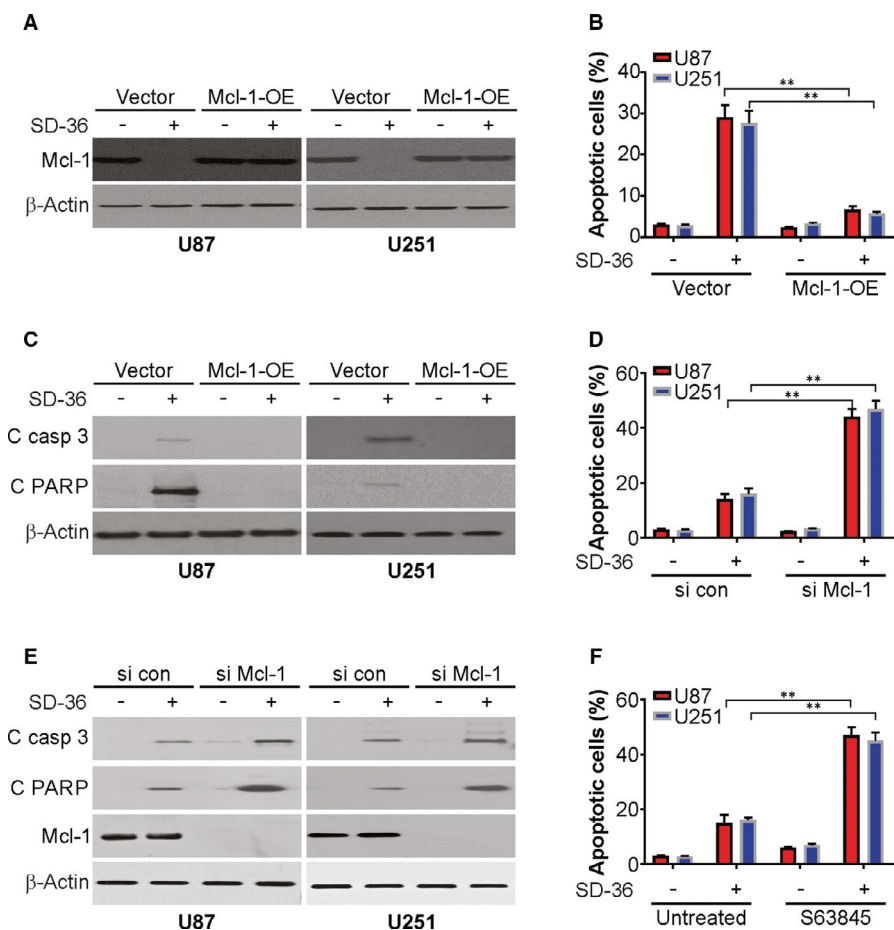 A
Vector Mcl-1-OE Vector Mcl-1-OE
SD-36 - + - + - + - +
Mcl-1
β-Actin
U87 U251
B
U87
U251
Apoptotic cells (%)
40
30
20
10
0
** **
SD-36 - + - +
Vector Mcl-1-OE
C
Vector Mcl-1-OE Vector Mcl-1-OE
SD-36 - + - + - + - +
C casp 3
C PARP
β-Actin
U87 U251
D
U87
U251
Apoptotic cells (%)
60
40
20
0
** **
SD-36 - + - +
si con si Mcl-1
E
si con si Mcl-1 si con si Mcl-1
SD-36 - + - + - + - +
C casp 3
C PARP
Mcl-1
β-Actin
U87 U251
F
U87
U251
Apoptotic cells (%)
60
40
20
0
** **
SD-36 - + - +
Untreated S63845